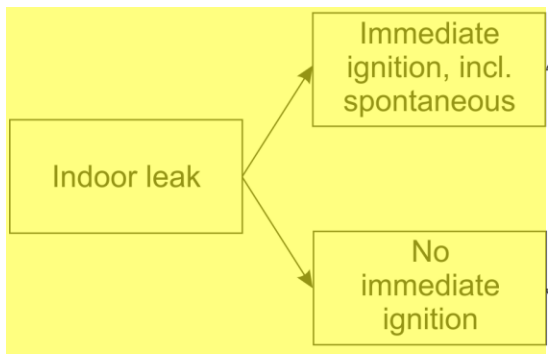 Immediate
ignition, incl.
spontaneous
Indoor leak
No
immediate
ignition